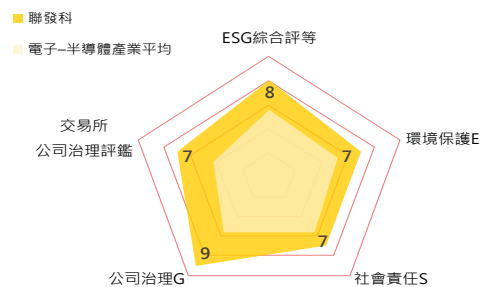 聯發科
電子–半導體產業平均
ESG綜合評等
8
交易所
公司治理評鑑
7
7
環境保護E
7
9
公司治理G
社會責任S